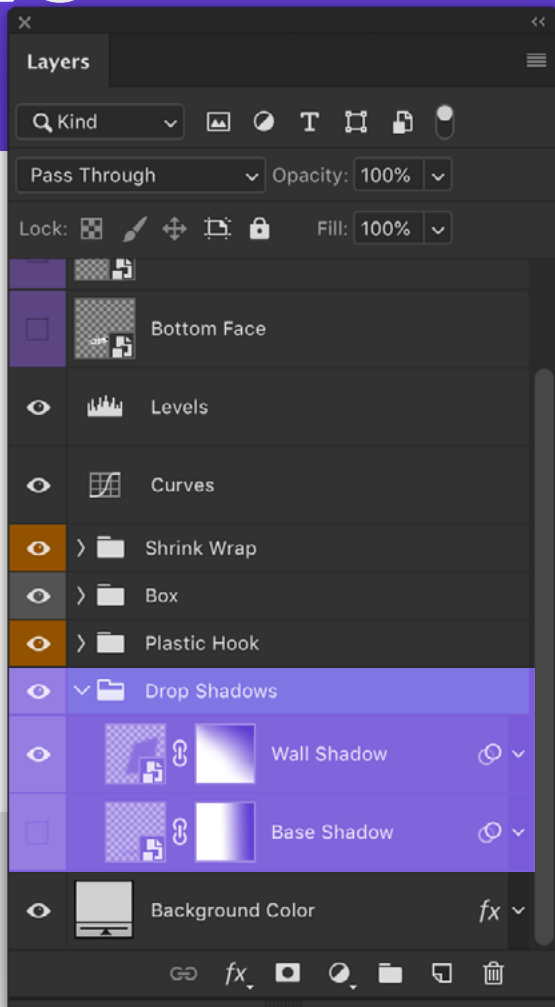 Layers
Kind
Pass Through Opacity: 100%
Lock: Fill: 100%
Bottom Face
Levels
Curves
Shrink Wrap
Box
Plastic Hook
Drop Shadows
Wall Shadow
Base Shadow
Background Color fx
fx